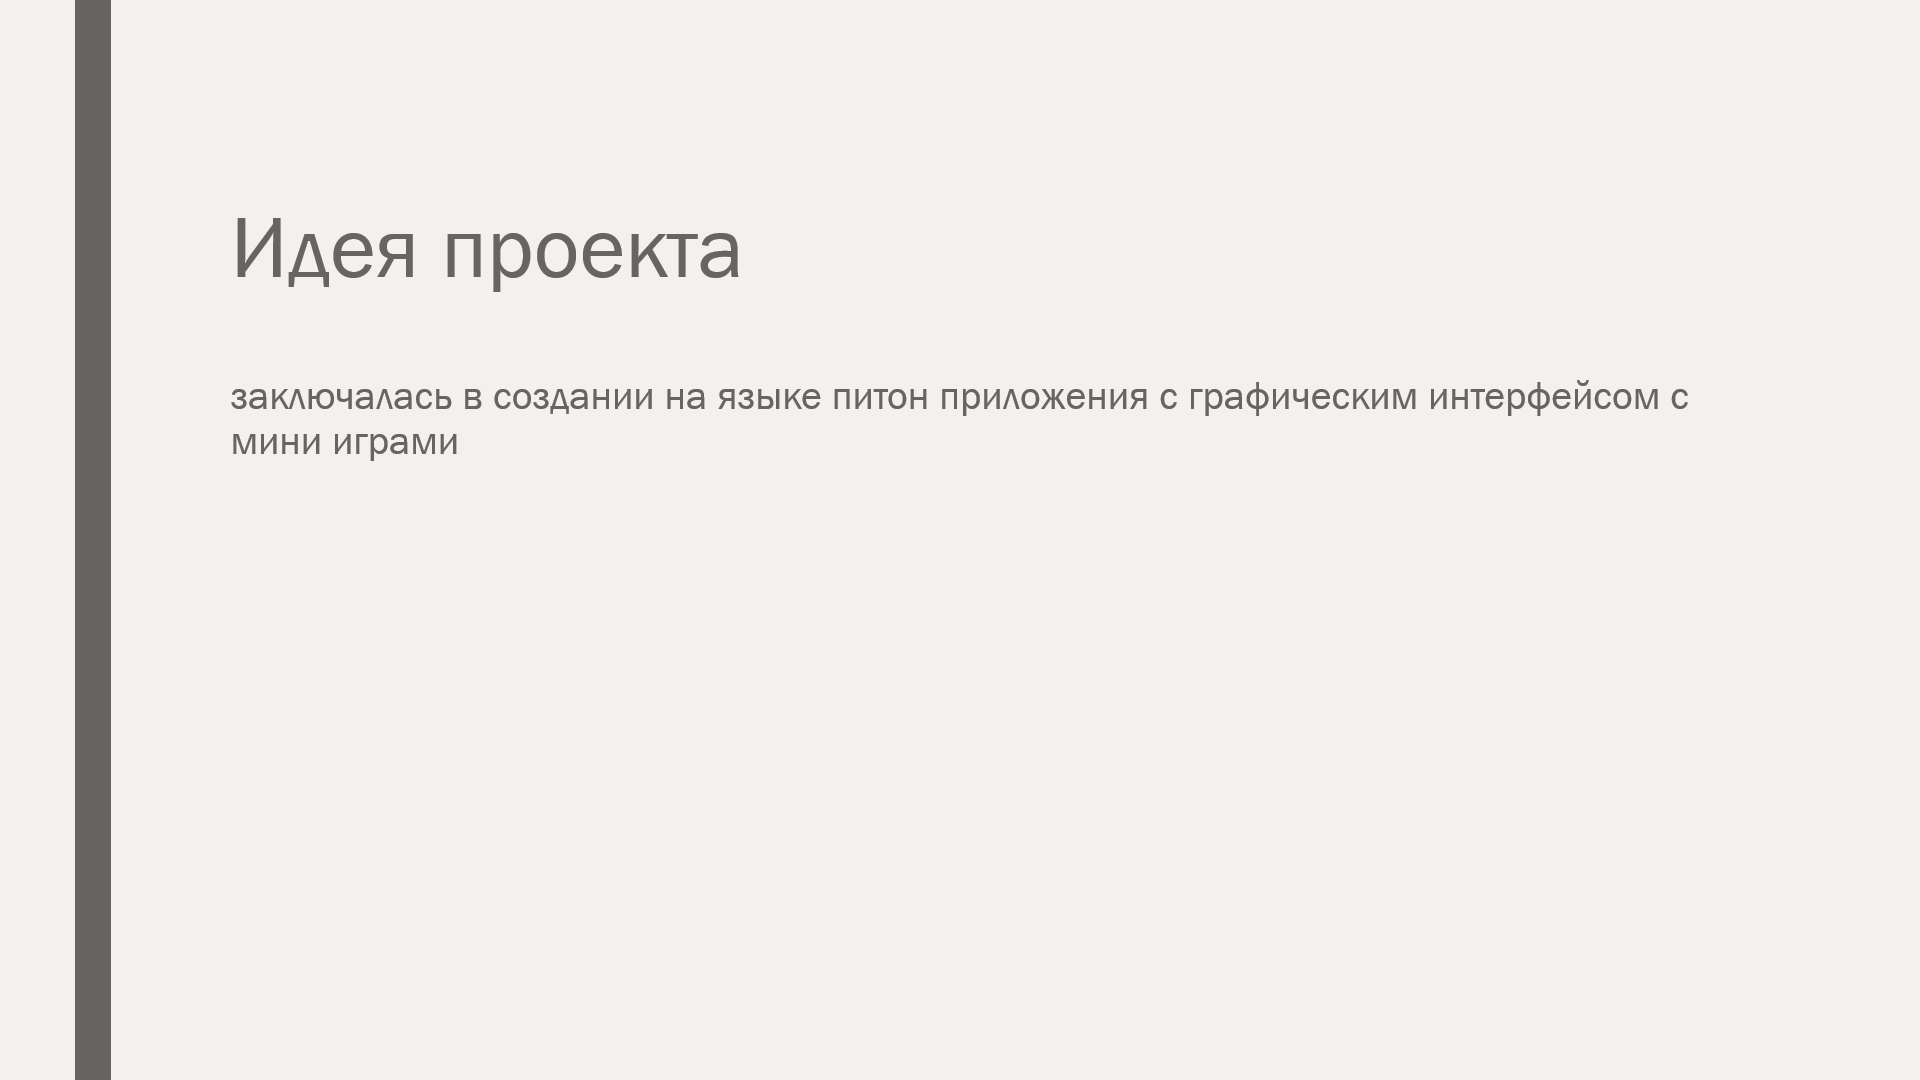 Идея проекта
заключалась в создании на языке питон приложения с графическим интерфейсом с
мини играми